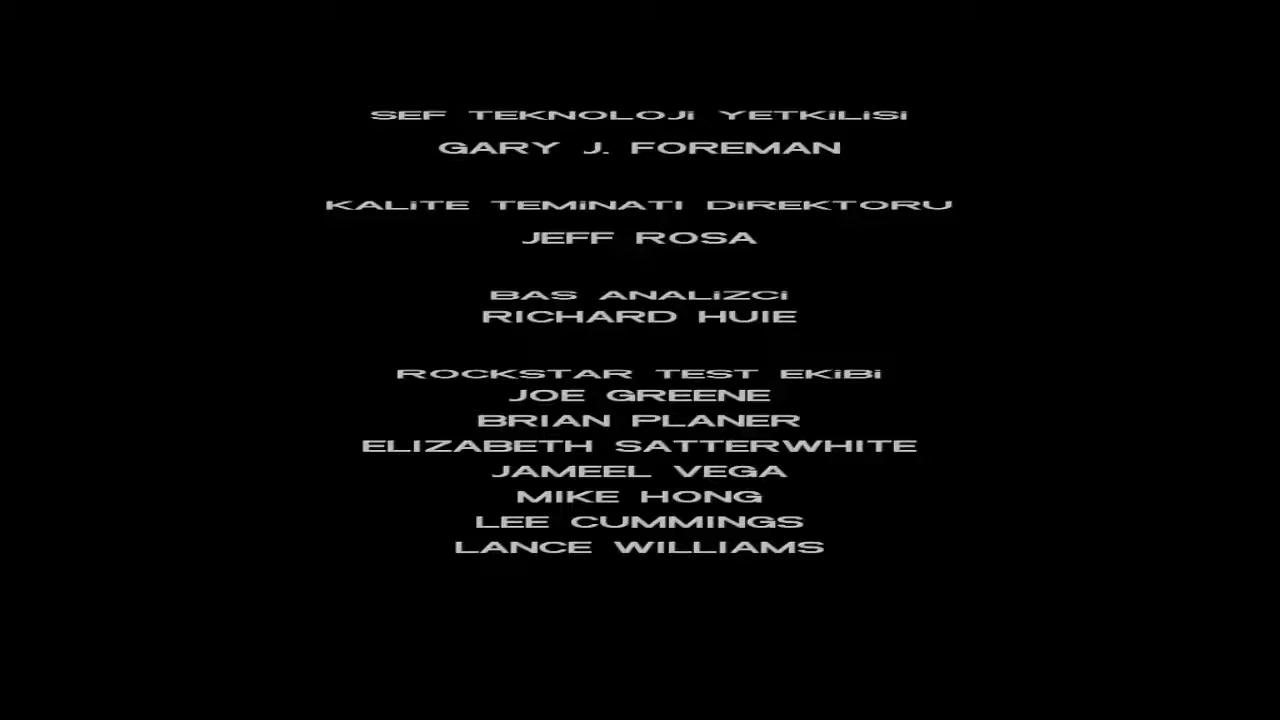 SEF TEKNOLOJi YETKiLiSi
GARY J. FOREMAN
KALiTE TEMiNATI DiREKTORU
JEFF ROSA
BAS ANALiZCi
RICHARD HUIE
ROCKSTAR TEST EKiBi
JOE GREENE
BRIAN PLANER
ELIZABETH SATTERWHITE
JAMEEL VEGA
MIKE HONG
LEE CUMMINGS
LANCE WILLIAMS